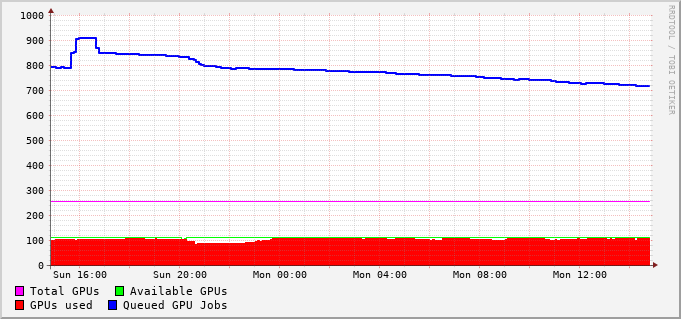 1000
900
800
700
600
500
400
300
200
100
0
Sun 16:00 Sun 20:00 Mon 00:00 Mon 04:00 Mon 08:00 Mon 12:00
Total GPUs Available GPUs
GPUs used Queued GPU Jobs
RRDTOOL / TOBI OETIKER